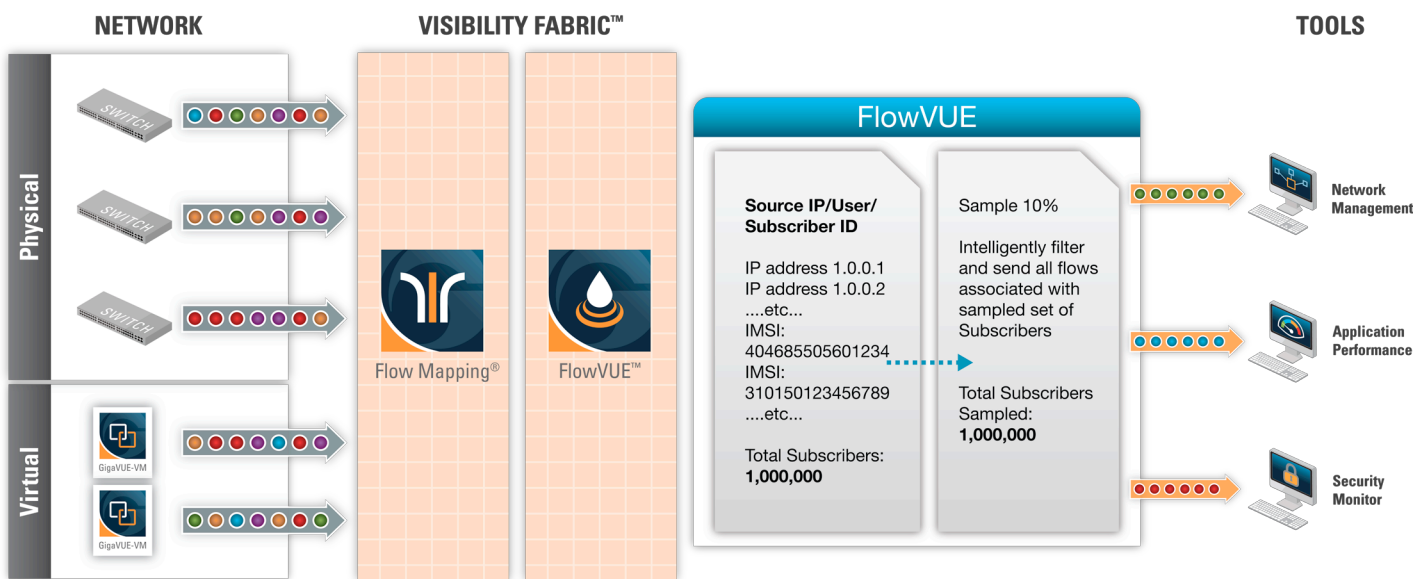 NETWORK
VISIBILITY FABRIC™
TOOLS
Physical
SWITCH
SWITCH
SWITCH
Virtual
GigaVUE-VM
GigaVUE-VM
Flow Mapping®
FlowVUE™
FlowVUE
Source IP/User/
Subscriber ID
IP address 1.0.0.1
IP address 1.0.0.2
....etc...
IMSI:
404685505601234
IMSI:
310150123456789
....etc...
Total Subscribers:
1,000,000
Sample 10%
Intelligently filter
and send all flows
associated with
sampled set of
Subscribers
Total Subscribers
Sampled:
1,000,000
Network
Management
Application
Performance
Security
Monitor